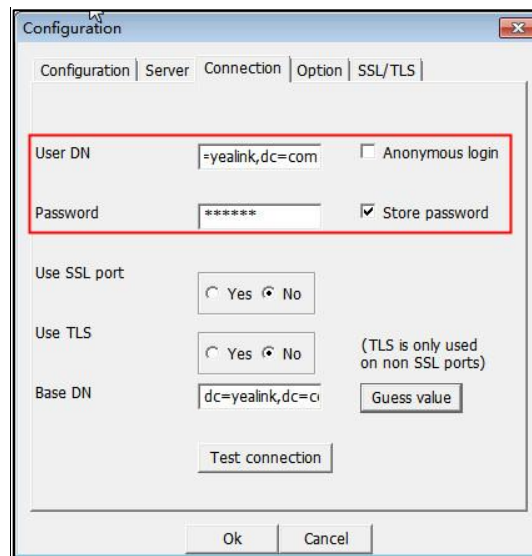 Configuration
Configuration Server Connection Option SSL/TLS
User DN =yealink,dc=com Anonymous login
Password ****** Store password
Use SSL port
Yes No
Use TLS
Yes No (TLS is only used
on non SSL ports)
Base DN dc=yealink,dc=co Guess value
Test connection
Ok Cancel